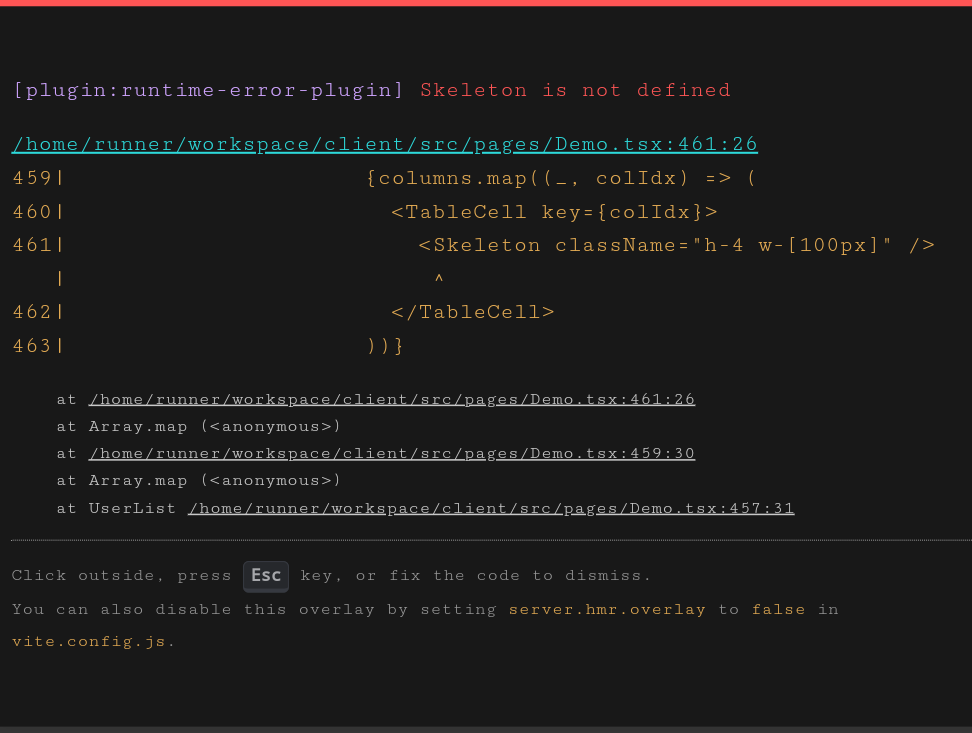 [plugin:runtime-error-plugin] Skeleton is not defined
/home/runner/workspace/client/src/pages/Demo.tsx:461:26
459|                       {columns.map((_, colIdx) => (
460|                         <TableCell key={colIdx}>
461|                           <Skeleton className="h-4 w-[100px]" />
   |                            ^
462|                         </TableCell>
463|                       ))}
at /home/runner/workspace/client/src/pages/Demo.tsx:461:26
at Array.map (<anonymous>)
at /home/runner/workspace/client/src/pages/Demo.tsx:459:30
at Array.map (<anonymous>)
at UserList /home/runner/workspace/client/src/pages/Demo.tsx:457:31
Click outside, press Esc key, or fix the code to dismiss.
You can also disable this overlay by setting server.hmr.overlay to false in
vite.config.js.